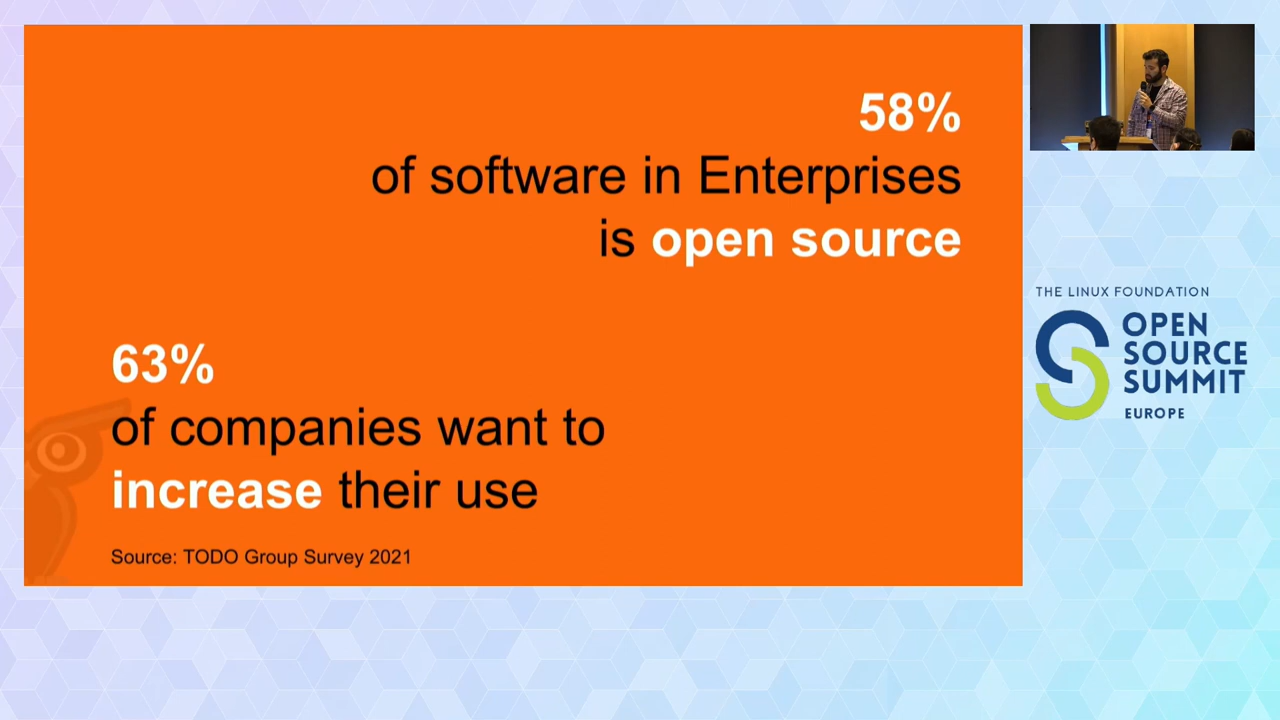 58%
of software in Enterprises
is open source
63%
of companies want to
increase their use
Source: TODO Group Survey 2021
THE LINUX FOUNDATION
OPEN
SOURCE
SUMMIT
EUROPE